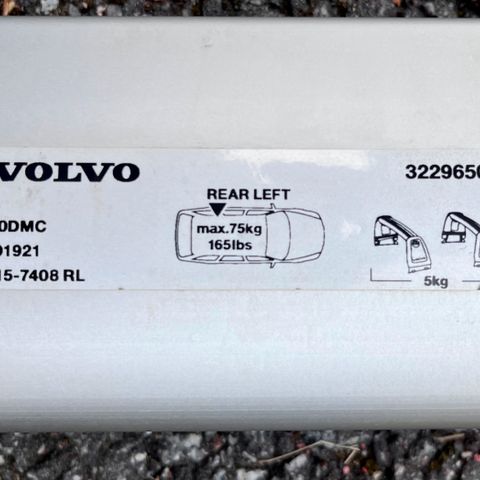 VOLVO
3229650
REAR LEFT
max.75kg
165lbs
0DMC
01921
15-7408 RL
5kg